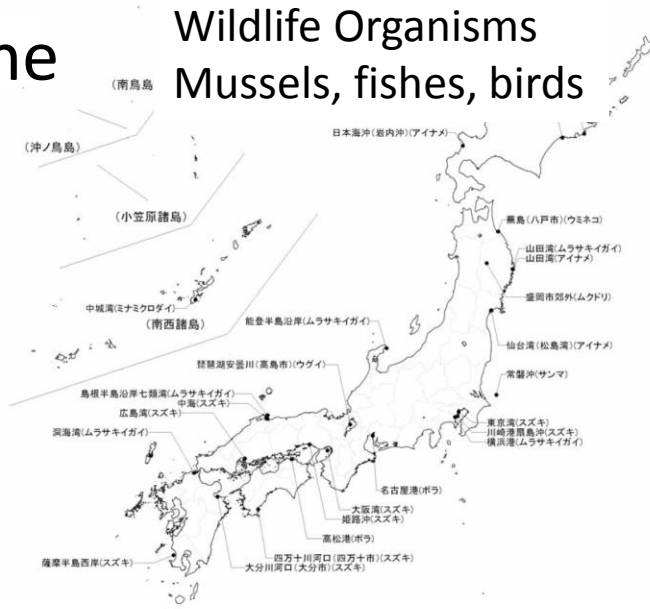 ne
Wildlife Organisms
Mussels, fishes, birds
(南鳥島
(沖ノ鳥島)
(小笠原諸島)
中城湾(ミナミクロダイ)
(南西諸島)
日本海沖(岩内沖)(アイナメ)
蕪島(八戸市)(ウミネコ)
山田湾(ムラサキイガイ)
山田湾(アイナメ)
盛岡市郊外(ムクドリ)
能登半島沿岸(ムラサキイガイ)
仙台湾(松島湾)(アイナメ)
琵琶湖安曇川(高島市)(ウグイ)
常磐沖(サンマ)
島根半島沿岸七類湾(ムラサキイガイ)
中海(スズキ)
広島湾(スズキ)
洞海湾(ムラサキイガイ)
東京湾(スズキ)
川崎港扇島沖(スズキ)
横浜港(ムラサキイガイ)
名古屋港(ボラ)
大阪湾(スズキ)
姫路沖(スズキ)
高松港(ボラ)
四万十川河口(四万十市)(スズキ)
大分川河口(大分市)(スズキ)
薩摩半島西岸(スズキ)